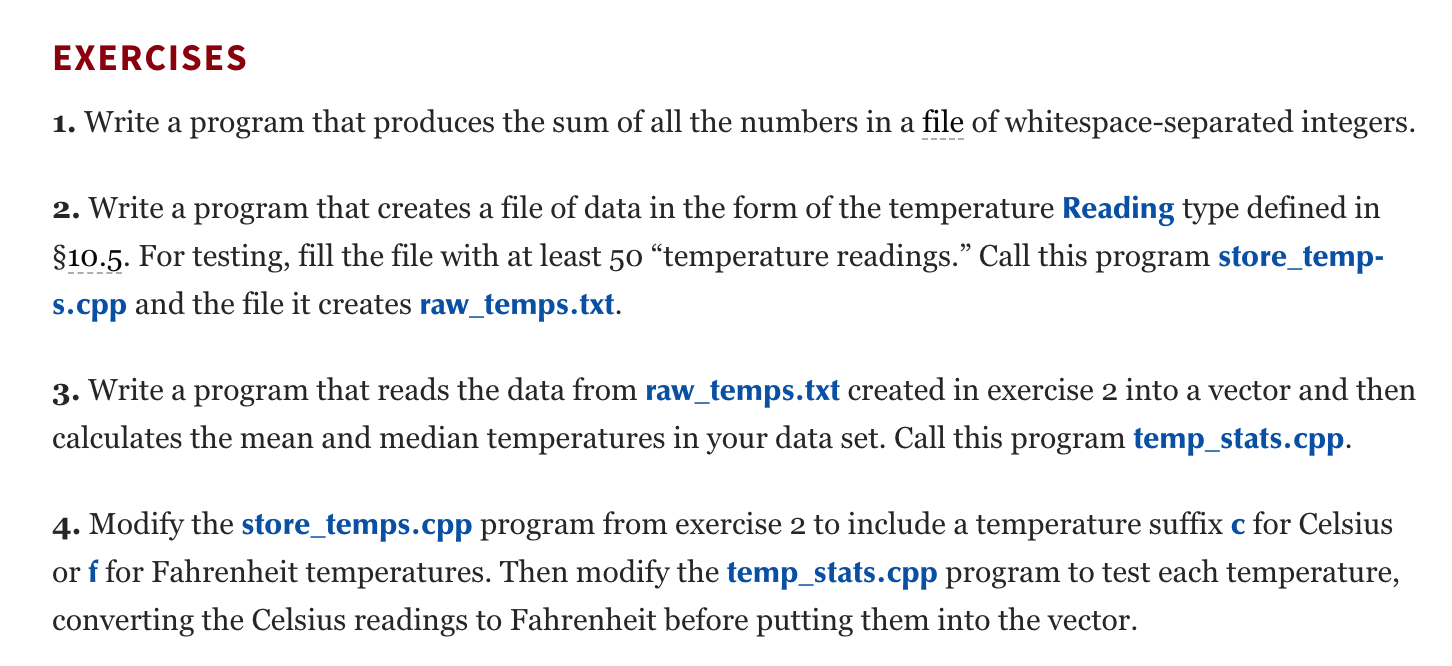 EXERCISES
1. Write a program that produces the sum of all the numbers in a file of whitespace-separated integers.
2. Write a program that creates a file of data in the form of the temperature Reading type defined in
§10.5. For testing, fill the file with at least 50 “temperature readings.” Call this program store_temp-
s.cpp and the file it creates raw_temps.txt.
3. Write a program that reads the data from raw_temps.txt created in exercise 2 into a vector and then
calculates the mean and median temperatures in your data set. Call this program temp_stats.cpp.
4. Modify the store_temps.cpp program from exercise 2 to include a temperature suffix c for Celsius
or f for Fahrenheit temperatures. Then modify the temp_stats.cpp program to test each temperature,
converting the Celsius readings to Fahrenheit before putting them into the vector.